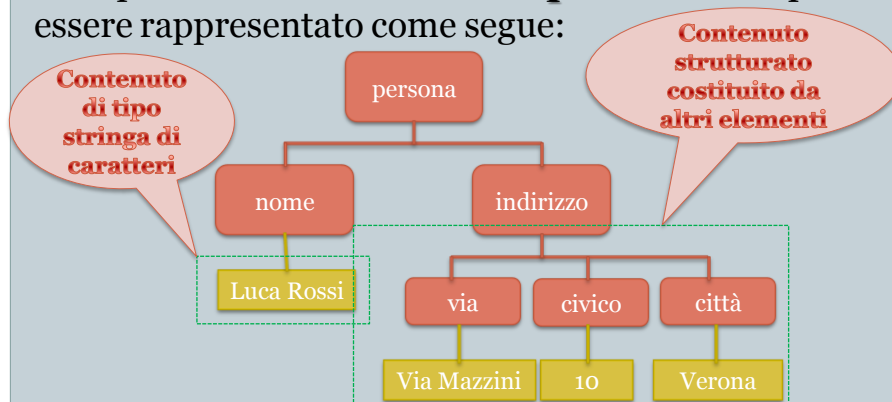 essere rappresentato come segue:
Contenuto
di tipo
stringa di
caratteri
Contenuto
strutturato
costituito da
altri elementi
persona
nome
indirizzo
Luca Rossi
via
civico
città
Via Mazzini
10
Verona